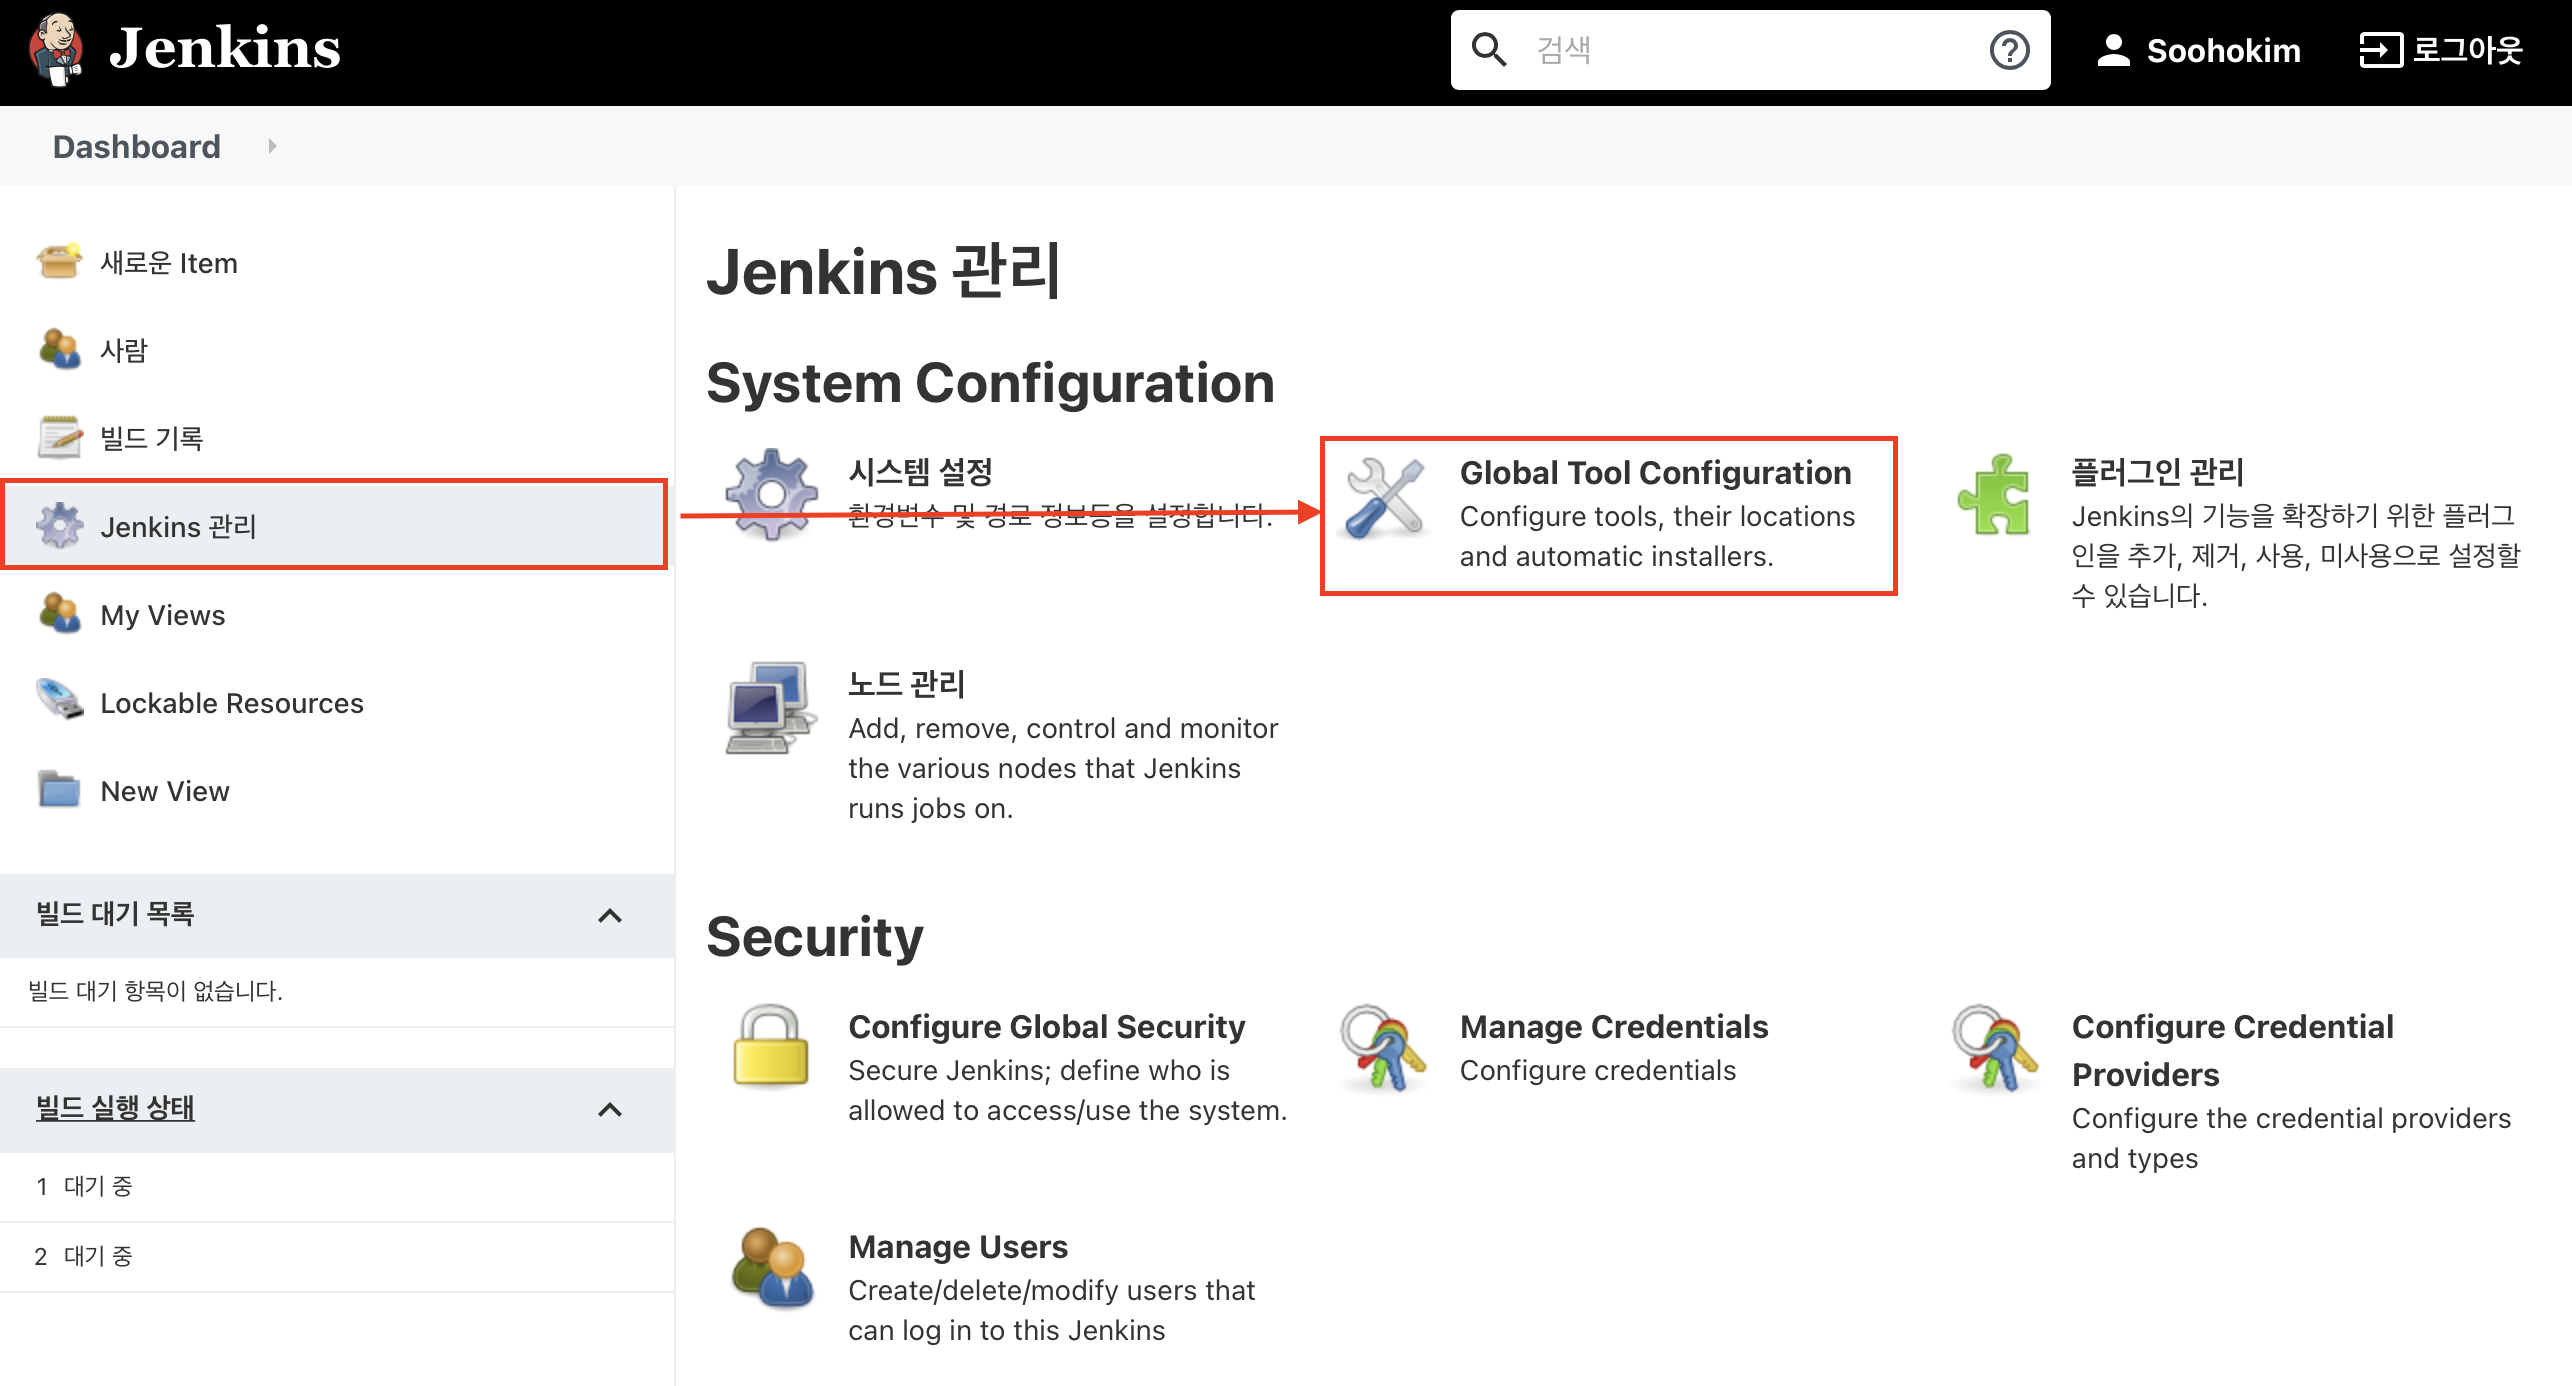 Jenkins
검색
Soohokim
로그아웃
Dashboard
새로운 Item
사람
빌드 기록
Jenkins 관리
My Views
Lockable Resources
New View
빌드 대기 목록
빌드 대기 항목이 없습니다.
빌드 실행 상태
1 대기 중
2 대기 중
Jenkins 관리
System Configuration
시스템 설정
환경변수 및 경로 정보등을 설정합니다.
Global Tool Configuration
Configure tools, their locations
and automatic installers.
플러그인 관리
Jenkins의 기능을 확장하기 위한 플러그
인을 추가, 제거, 사용, 미사용으로 설정할
수 있습니다.
노드 관리
Add, remove, control and monitor
the various nodes that Jenkins
runs jobs on.
Security
Configure Global Security
Secure Jenkins; define who is
allowed to access/use the system.
Manage Credentials
Configure credentials
Configure Credential
Providers
Configure the credential providers
and types
Manage Users
Create/delete/modify users that
can log in to this Jenkins